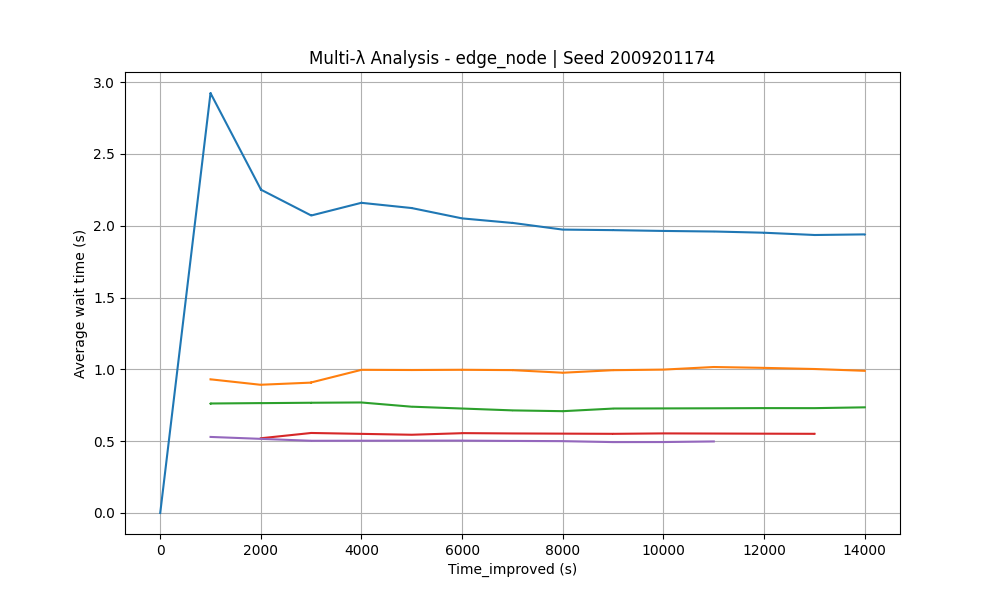 Multi-λ Analysis - edge_node | Seed 2009201174
Average wait time (s)
3.0
2.5
2.0
1.5
1.0
0.5
0.0
0 2000 4000 6000 8000 10000 12000 14000
Time_improved (s)